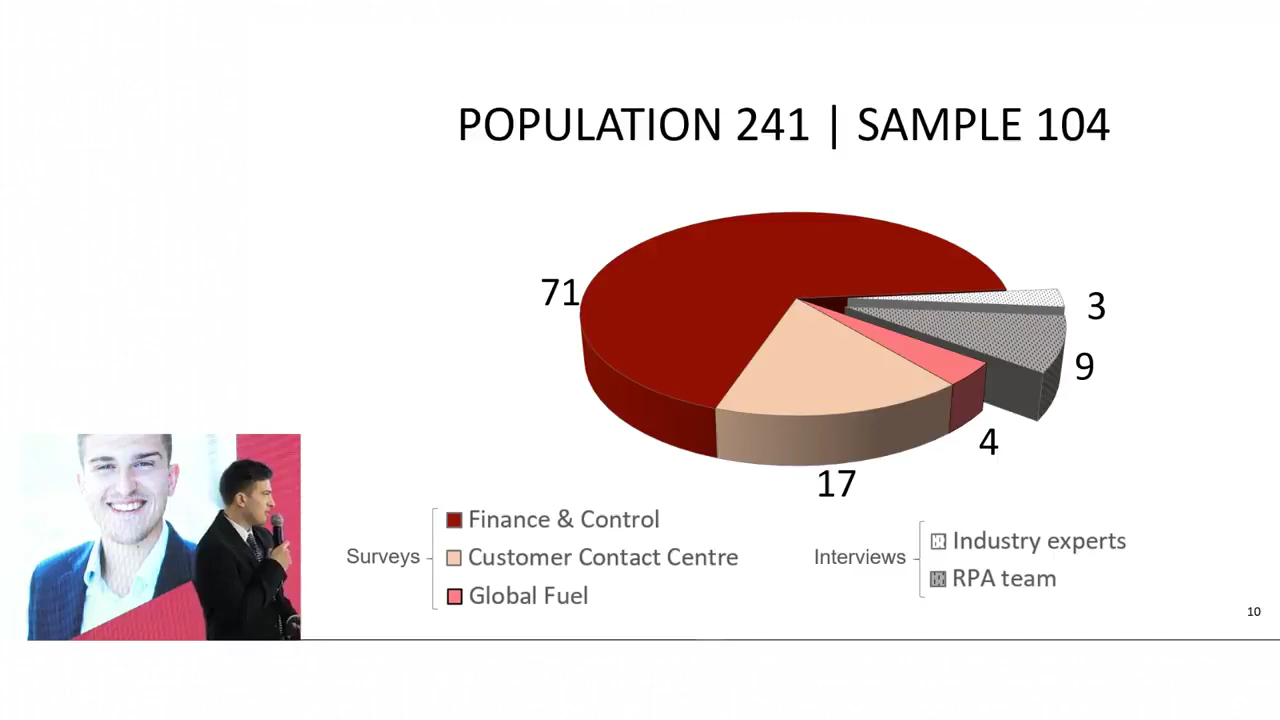 POPULATION 241 | SAMPLE 104
71
3
9
4
17
Surveys
Finance & Control
Customer Contact Centre
Global Fuel
Interviews
Industry experts
RPA team
10